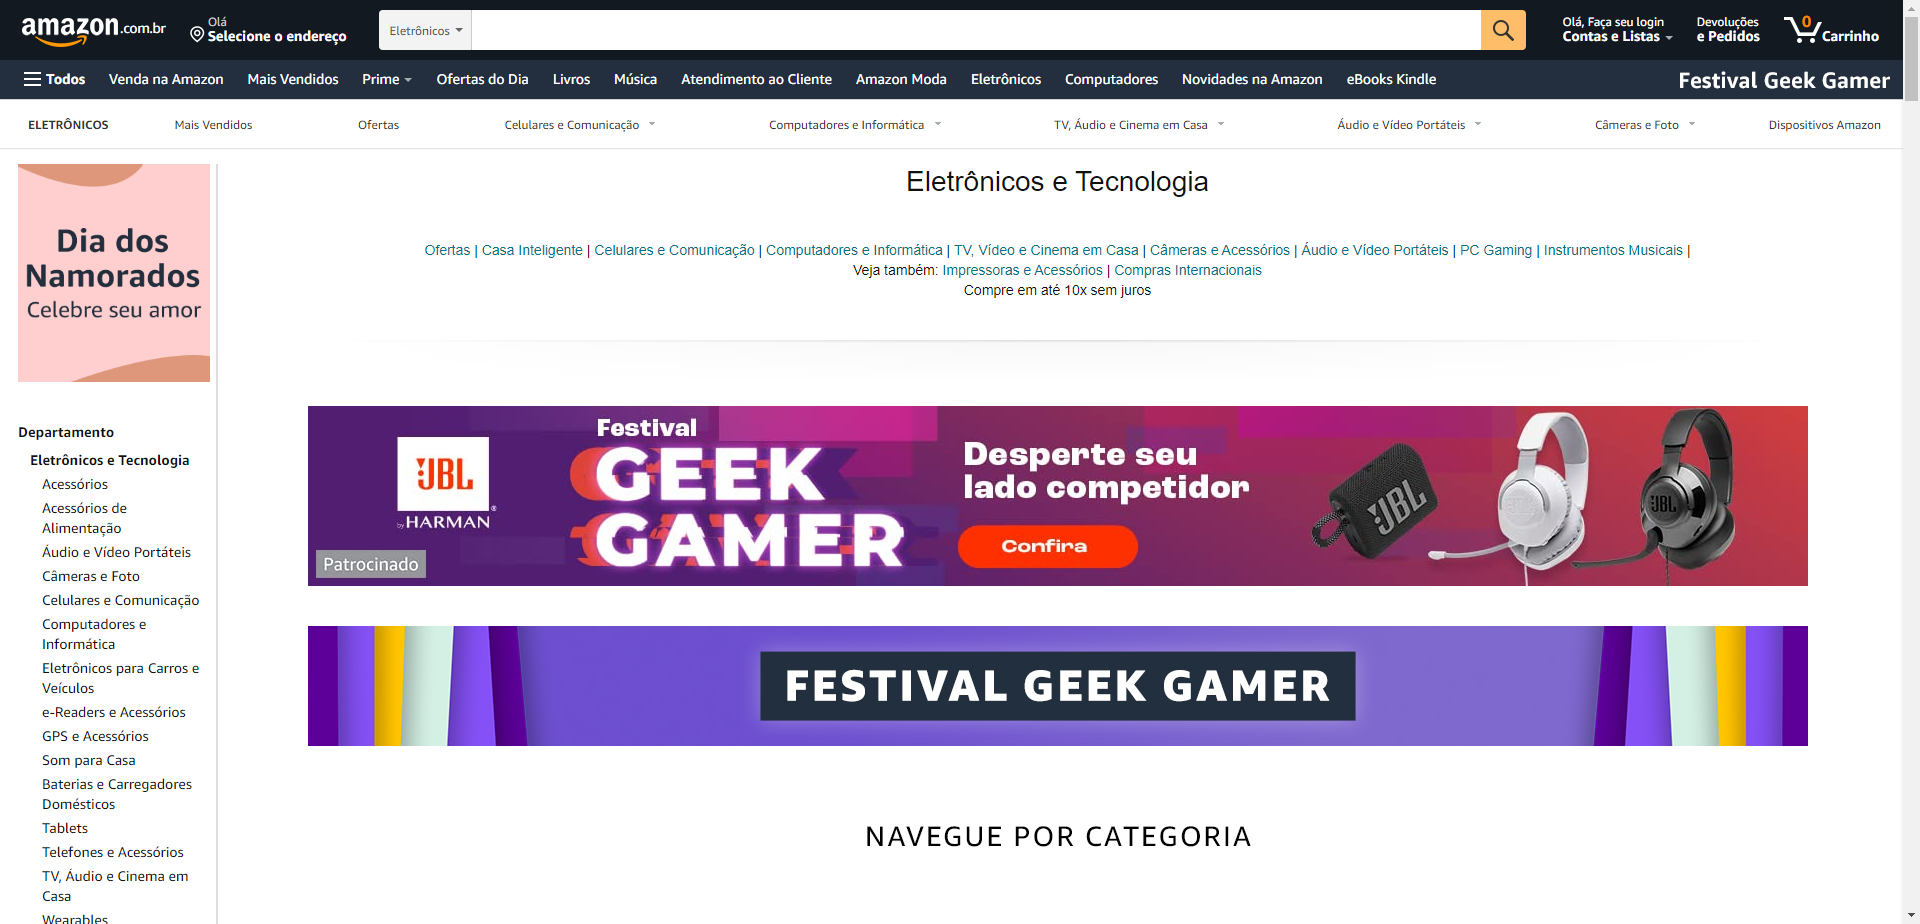 amazon.com.br
Olá
Selecione o endereço
Eletrônicos
Olá, Faça seu login
Contas e Listas
Devoluções
e Pedidos
0
Carrinho
Todos Venda na Amazon Mais Vendidos Prime Ofertas do Dia Livros Música Atendimento ao Cliente Amazon Moda Eletrônicos Computadores Novidades na Amazon eBooks Kindle Festival Geek Gamer
ELETRÔNICOS Mais Vendidos Ofertas Celulares e Comunicação Computadores e Informática TV, Áudio e Cinema em Casa Áudio e Vídeo Portáteis Câmeras e Foto Dispositivos Amazon
Dia dos
Namorados
Celebre seu amor
Departamento
Eletrônicos e Tecnologia
Acessórios
Acessórios de
Alimentação
Áudio e Vídeo Portáteis
Câmeras e Foto
Celulares e Comunicação
Computadores e
Informática
Eletrônicos para Carros e
Veículos
e-Readers e Acessórios
GPS e Acessórios
Som para Casa
Baterias e Carregadores
Domésticos
Tablets
Telefones e Acessórios
TV, Áudio e Cinema em
Casa
Wearables
Eletrônicos e Tecnologia
Ofertas | Casa Inteligente | Celulares e Comunicação | Computadores e Informática | TV, Vídeo e Cinema em Casa | Câmeras e Acessórios | Áudio e Vídeo Portáteis | PC Gaming | Instrumentos Musicais |
Veja também: Impressoras e Acessórios | Compras Internacionais
Compre em até 10x sem juros
JBL
by HARMAN®
Patrocinado
Festival
GEEK
GAMER
Desperte seu
lado competidor
Confira
JBL
JBL
FESTIVAL GEEK GAMER
NAVEGUE POR CATEGORIA